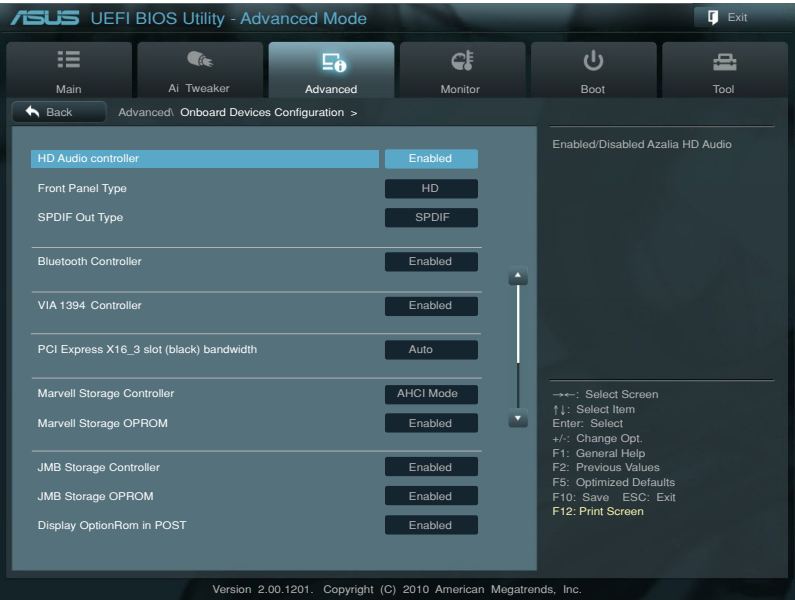 ASUS UEFI BIOS Utility - Advanced Mode
Exit
Main
Ai Tweaker
Advanced
Monitor
Boot
Tool
Back
Advanced\ Onboard Devices Configuration >
HD Audio controller Enabled
Front Panel Type HD
SPDIF Out Type SPDIF
Bluetooth Controller Enabled
VIA 1394 Controller Enabled
PCI Express X16_3 slot (black) bandwidth Auto
Marvell Storage Controller AHCI Mode
Marvell Storage OPROM Enabled
JMB Storage Controller Enabled
JMB Storage OPROM Enabled
Display OptionRom in POST Enabled
Enabled/Disabled Azalia HD Audio
→←: Select Screen
↑↓: Select Item
Enter: Select
+/-: Change Opt.
F1: General Help
F2: Previous Values
F5: Optimized Defaults
F10: Save ESC: Exit
F12: Print Screen
Version 2.00.1201. Copyright (C) 2010 American Megatrends, Inc.